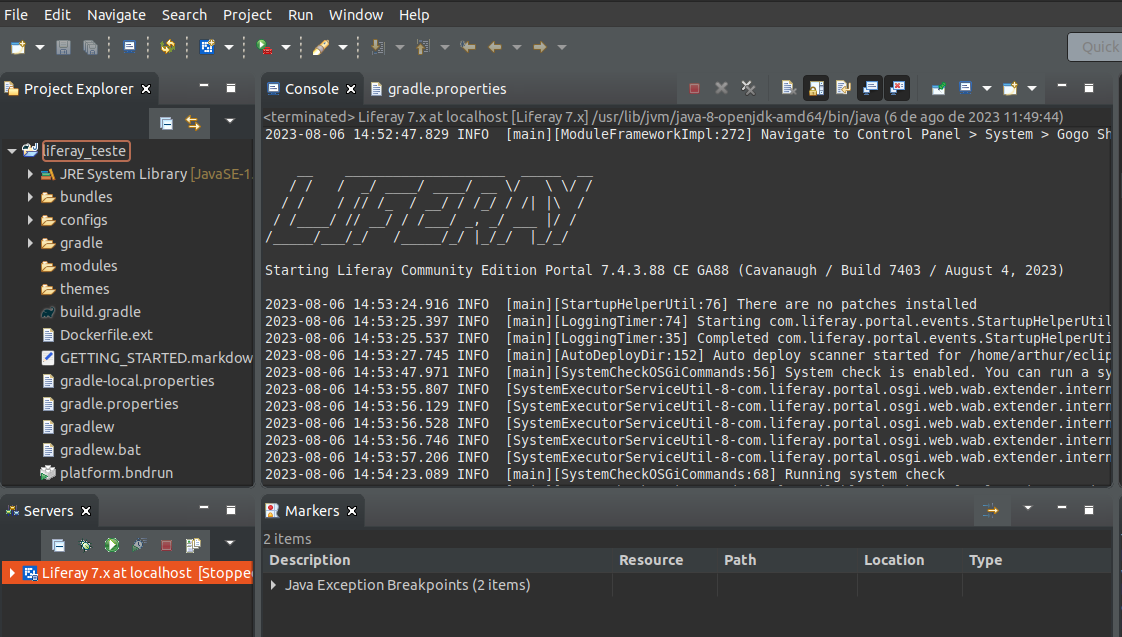 File Edit Navigate Search Project Run Window Help
Quick
Project Explorer
Console
gradle.properties
<terminated> Liferay 7.x at localhost [Liferay 7.x] /usr/lib/jvm/java-8-openjdk-amd64/bin/java (6 de ago de 2023 11:49:44)
liferay_teste
JRE System Library [JavaSE-1.
bundles
configs
gradle
modules
themes
build.gradle
Dockerfile.ext
GETTING_STARTED.markdow
gradle-local.properties
gradle.properties
gradlew
gradlew.bat
platform.bndrun
2023-08-06 14:52:47.829 INFO  [main][ModuleFrameworkImpl:272] Navigate to Control Panel > System > Gogo Sh
LIFERAY
Starting Liferay Community Edition Portal 7.4.3.88 CE GA88 (Cavanaugh / Build 7403 / August 4, 2023)
2023-08-06 14:53:24.916 INFO  [main][StartupHelperUtil:76] There are no patches installed
2023-08-06 14:53:25.397 INFO  [main][LoggingTimer:74] Starting com.liferay.portal.events.StartupHelperUtil
2023-08-06 14:53:25.537 INFO  [main][LoggingTimer:35] Completed com.liferay.portal.events.StartupHelperUti
2023-08-06 14:53:27.745 INFO  [main][AutoDeployDir:152] Auto deploy scanner started for /home/arthur/eclip
2023-08-06 14:53:47.971 INFO  [main][SystemCheckOSGiCommands:56] System check is enabled. You can run a sy
2023-08-06 14:53:55.807 INFO  [SystemExecutorServiceUtil-8-com.liferay.portal.osgi.web.wab.extender.intern
2023-08-06 14:53:56.129 INFO  [SystemExecutorServiceUtil-8-com.liferay.portal.osgi.web.wab.extender.intern
2023-08-06 14:53:56.528 INFO  [SystemExecutorServiceUtil-8-com.liferay.portal.osgi.web.wab.extender.intern
2023-08-06 14:53:56.746 INFO  [SystemExecutorServiceUtil-8-com.liferay.portal.osgi.web.wab.extender.intern
2023-08-06 14:53:57.206 INFO  [SystemExecutorServiceUtil-8-com.liferay.portal.osgi.web.wab.extender.intern
2023-08-06 14:54:23.089 INFO  [main][SystemCheckOSGiCommands:68] Running system check
Servers
Liferay 7.x at localhost [Stoppe
Markers
2 items
Description Resource Path Location Type
Java Exception Breakpoints (2 items)